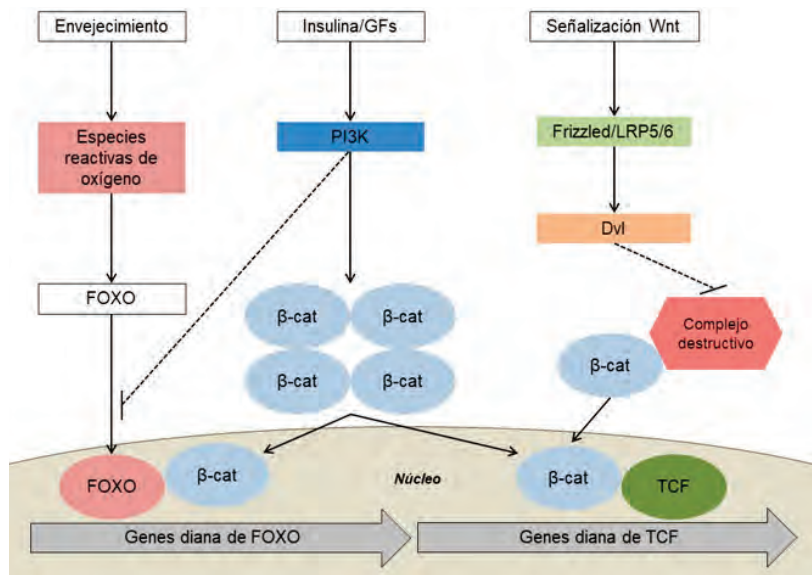 Envejecimiento
Insulina/GFs
Señalización Wnt
Especies
reactivas de
oxígeno
PI3K
Frizzled/LRP5/6
Dvl
FOXO
β-cat
β-cat
β-cat
β-cat
Complejo
destructivo
β-cat
FOXO
β-cat
Núcleo
β-cat
TCF
Genes diana de FOXO
Genes diana de TCF